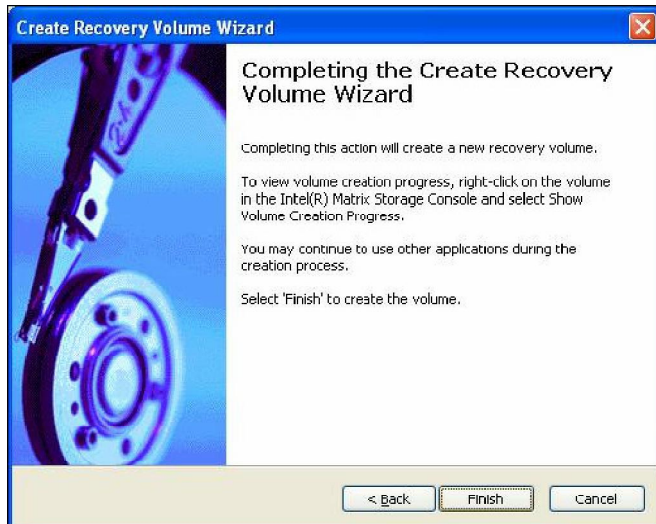 Create Recovery Volume Wizard
Completing the Create Recovery
Volume Wizard
Completing this action will create a new recovery volume.
To view volume creation progress, right-click on the volume
in the Intel(R) Matrix Storage Console and select Show
Volume Creation Progress.
You may continue to use other applications during the
creation process.
Select 'Finish' to create the volume.
< Back Finish Cancel